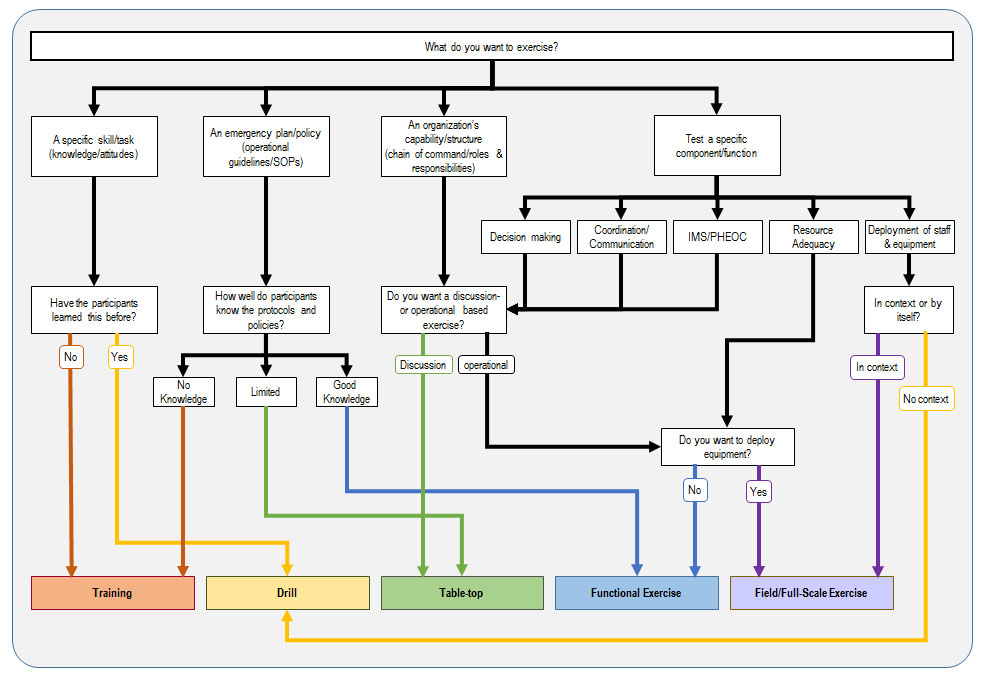 What do you want to exercise?
A specific skill/task
(knowledge/attitudes)
An emergency plan/policy
(operational
guidelines/SOPs)
An organization's
capability/structure
(chain of command/roles &
responsibilities)
Test a specific
component/function
Decision making
Coordination/
Communication
IMS/PHEOC
Resource
Adequacy
Deployment of staff
& equipment
Have the participants
learned this before?
How well do participants
know the protocols and
policies?
Do you want a discussion-
or operational based
exercise?
In context or by
itself?
No
Yes
Discussion
operational
In context
No
Knowledge
Limited
Good
Knowledge
No context
Do you want to deploy
equipment?
No
Yes
Training
Drill
Table-top
Functional Exercise
Field/Full-Scale Exercise